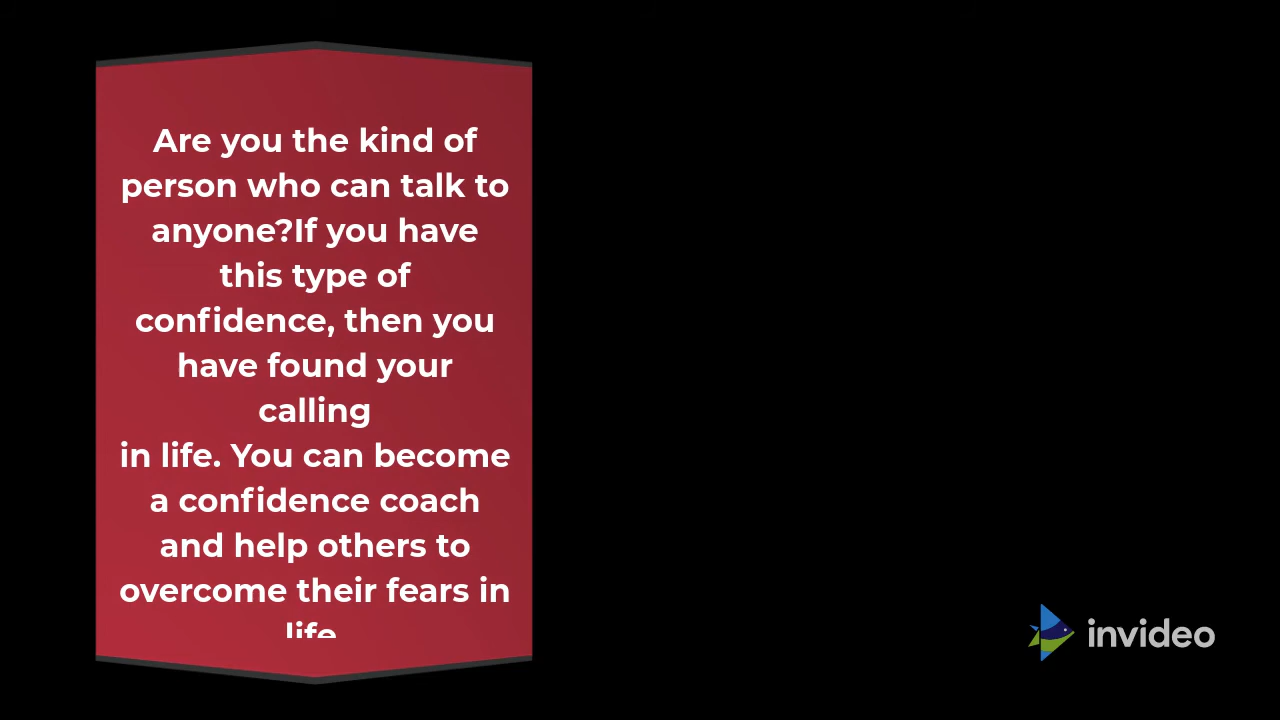 Are you the kind of
person who can talk to
anyone?If you have
this type of
confidence, then you
have found your
calling
in life. You can become
a confidence coach
and help others to
overcome their fears in
life
invideo